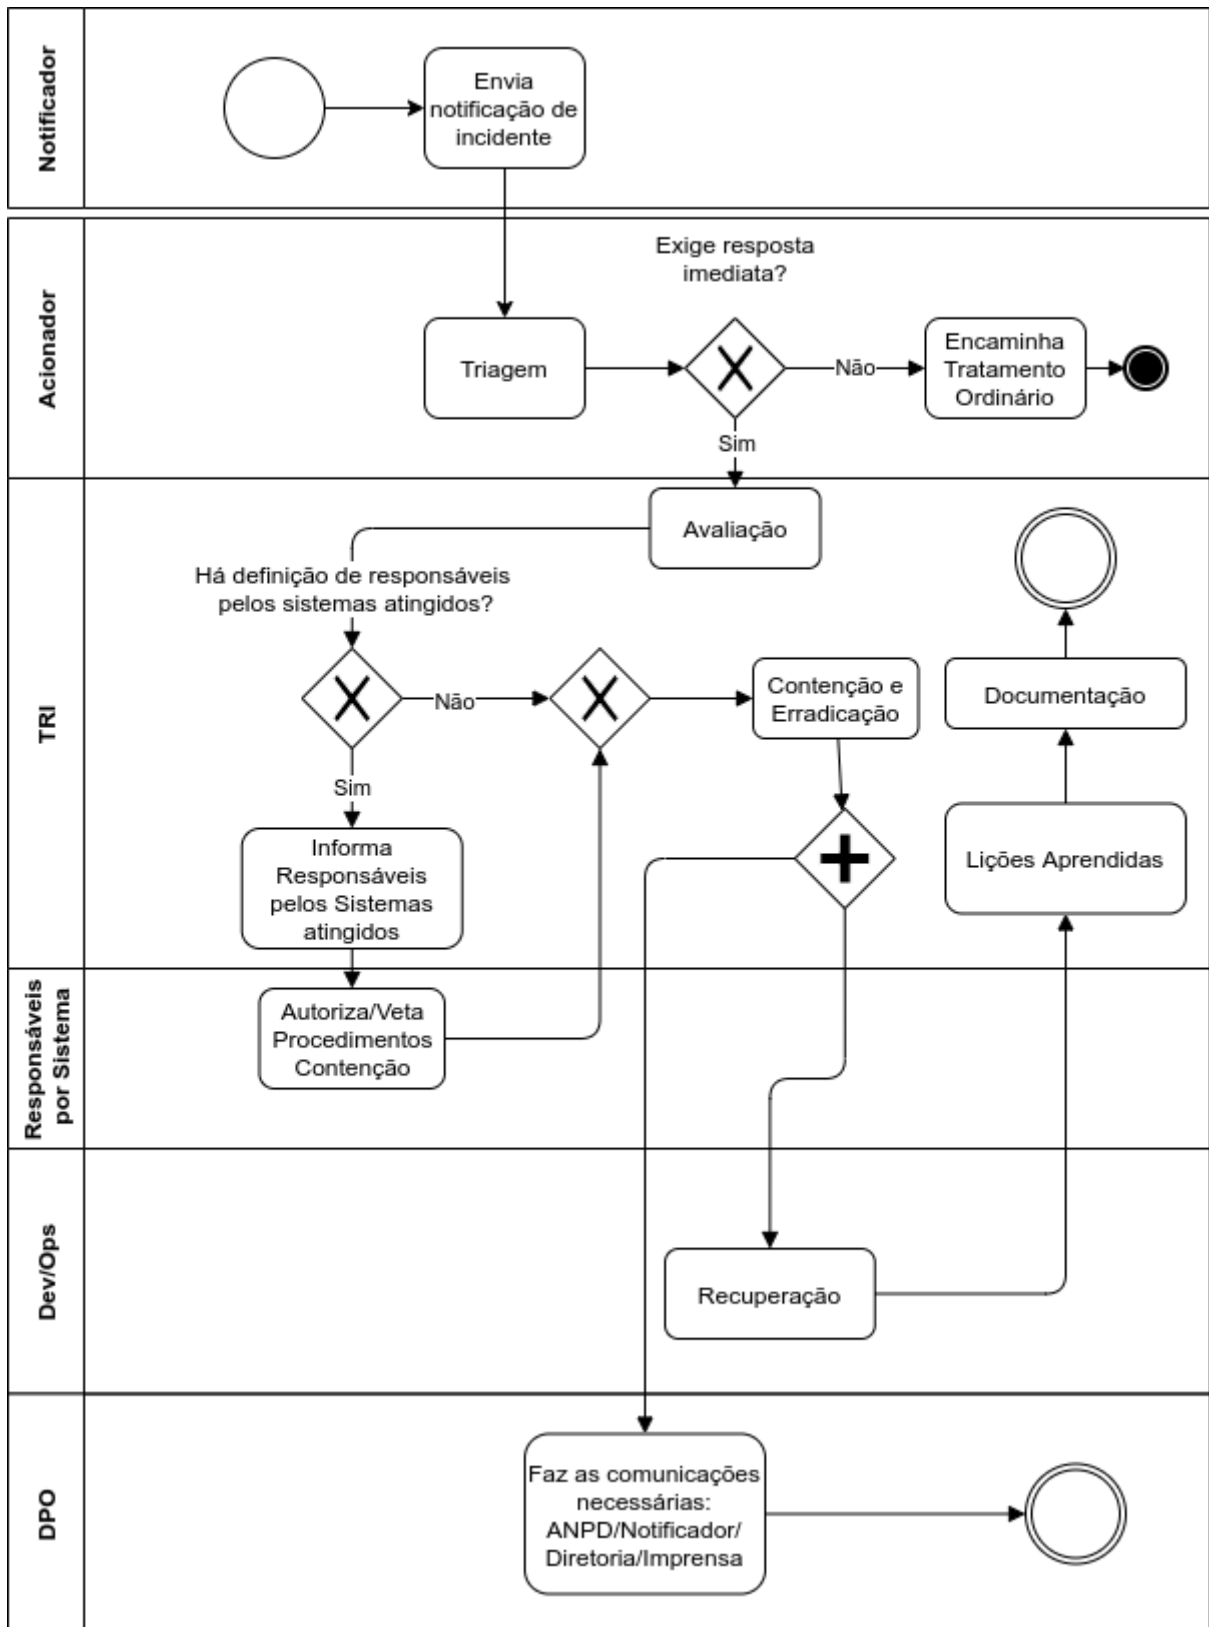 Notificador
Envia
notificação de
incidente
Acionador
Exige resposta
imediata?
Triagem
Não
Encaminha
Tratamento
Ordinário
Sim
TRI
Avaliação
Há definição de responsáveis
pelos sistemas atingidos?
Não
Contenção e
Erradicação
Documentação
Sim
Informa
Responsáveis
pelos Sistemas
atingidos
Lições Aprendidas
Responsáveis
por Sistema
Autoriza/Veta
Procedimentos
Contenção
Dev/Ops
Recuperação
DPO
Faz as comunicações
necessárias:
ANPD/Notificador/
Diretoria/Imprensa